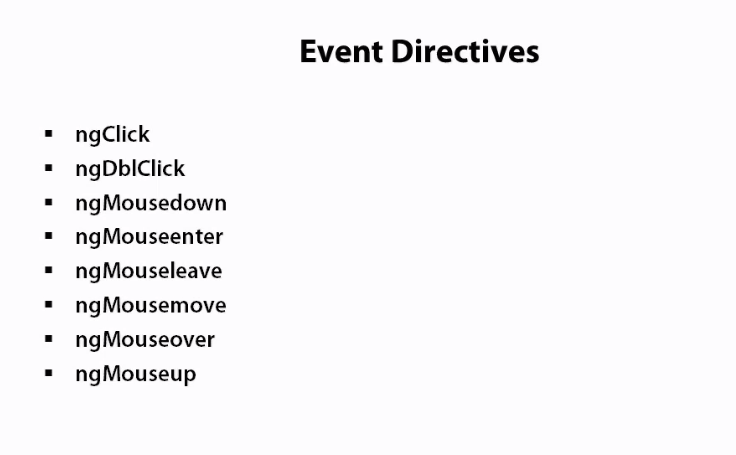 Event Directives
▪ ngClick
▪ ngDblClick
▪ ngMousedown
▪ ngMouseenter
▪ ngMouseleave
▪ ngMousemove
▪ ngMouseover
▪ ngMouseup